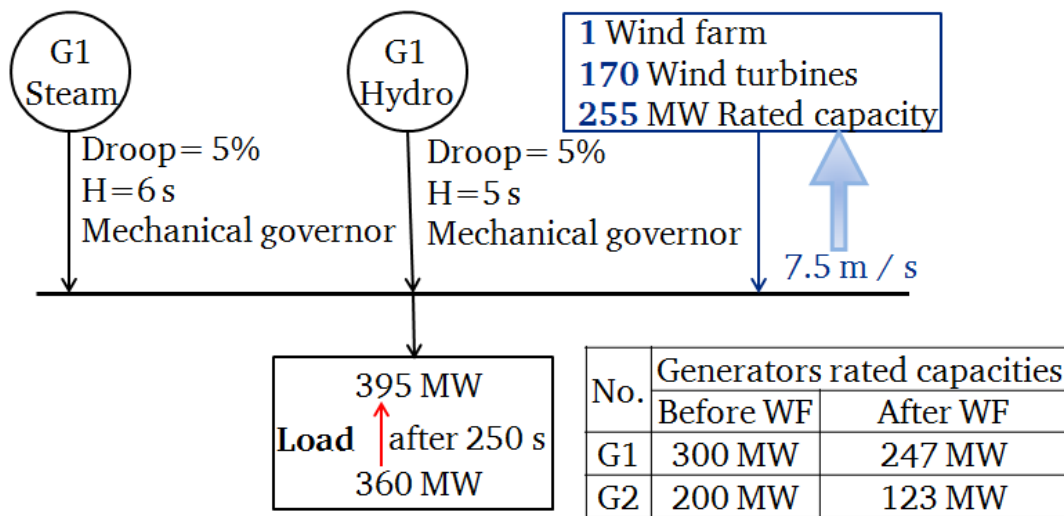 G1
Steam
G1
Hydro
1 Wind farm
170 Wind turbines
255 MW Rated capacity
Droop= 5%
H=6 s
Mechanical governor
Droop= 5%
H=5 s
Mechanical governor
7.5 m / s
395 MW
Load after 250 s
360 MW
No. Generators rated capacities
Before WF After WF
G1 300 MW 247 MW
G2 200 MW 123 MW